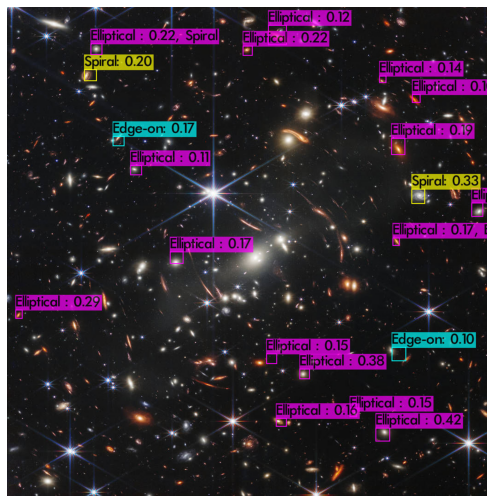 Elliptical : 0.12
Elliptical : 0.22, Spiral
Elliptical : 0.22
Spiral: 0.20
Elliptical : 0.14
Elliptical
Edge-on: 0.17
Elliptical : 0.19
Elliptical : 0.11
Spiral: 0.33
Elliptical : 0.17,
Elliptical : 0.17
Elliptical : 0.29
Edge-on: 0.10
Elliptical : 0.15
Elliptical : 0.38
Elliptical : 0.15
Elliptical : 0.16
Elliptical : 0.42